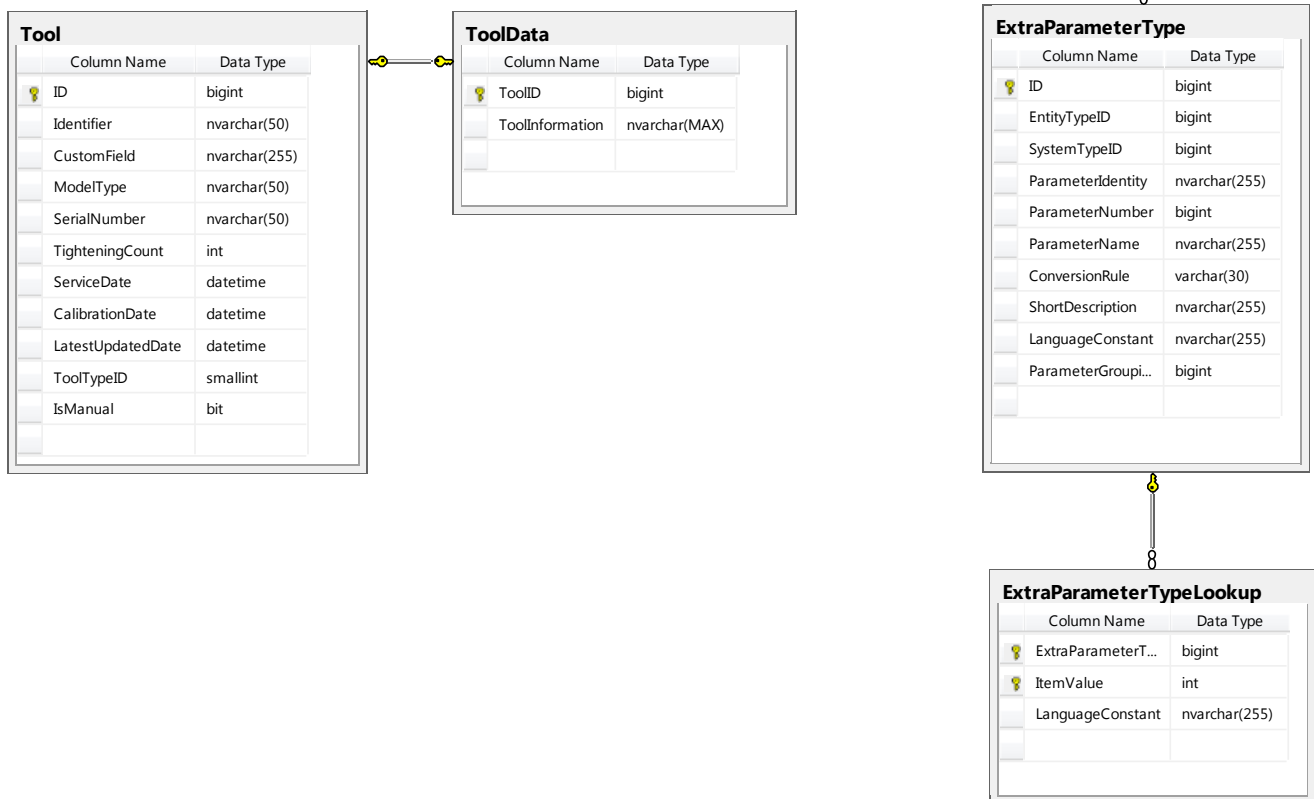 Tool
Column Name Data Type
ID bigint
Identifier nvarchar(50)
CustomField nvarchar(255)
ModelType nvarchar(50)
SerialNumber nvarchar(50)
TighteningCount int
ServiceDate datetime
CalibrationDate datetime
LatestUpdatedDate datetime
ToolTypeID smallint
IsManual bit
ToolData
Column Name Data Type
ToolID bigint
ToolInformation nvarchar(MAX)
ExtraParameterType
Column Name Data Type
ID bigint
EntityTypeID bigint
SystemTypeID bigint
ParameterIdentity nvarchar(255)
ParameterNumber bigint
ParameterName nvarchar(255)
ConversionRule varchar(30)
ShortDescription nvarchar(255)
LanguageConstant nvarchar(255)
ParameterGroupi... bigint
ExtraParameterTypeLookup
Column Name Data Type
ExtraParameterT... bigint
ItemValue int
LanguageConstant nvarchar(255)